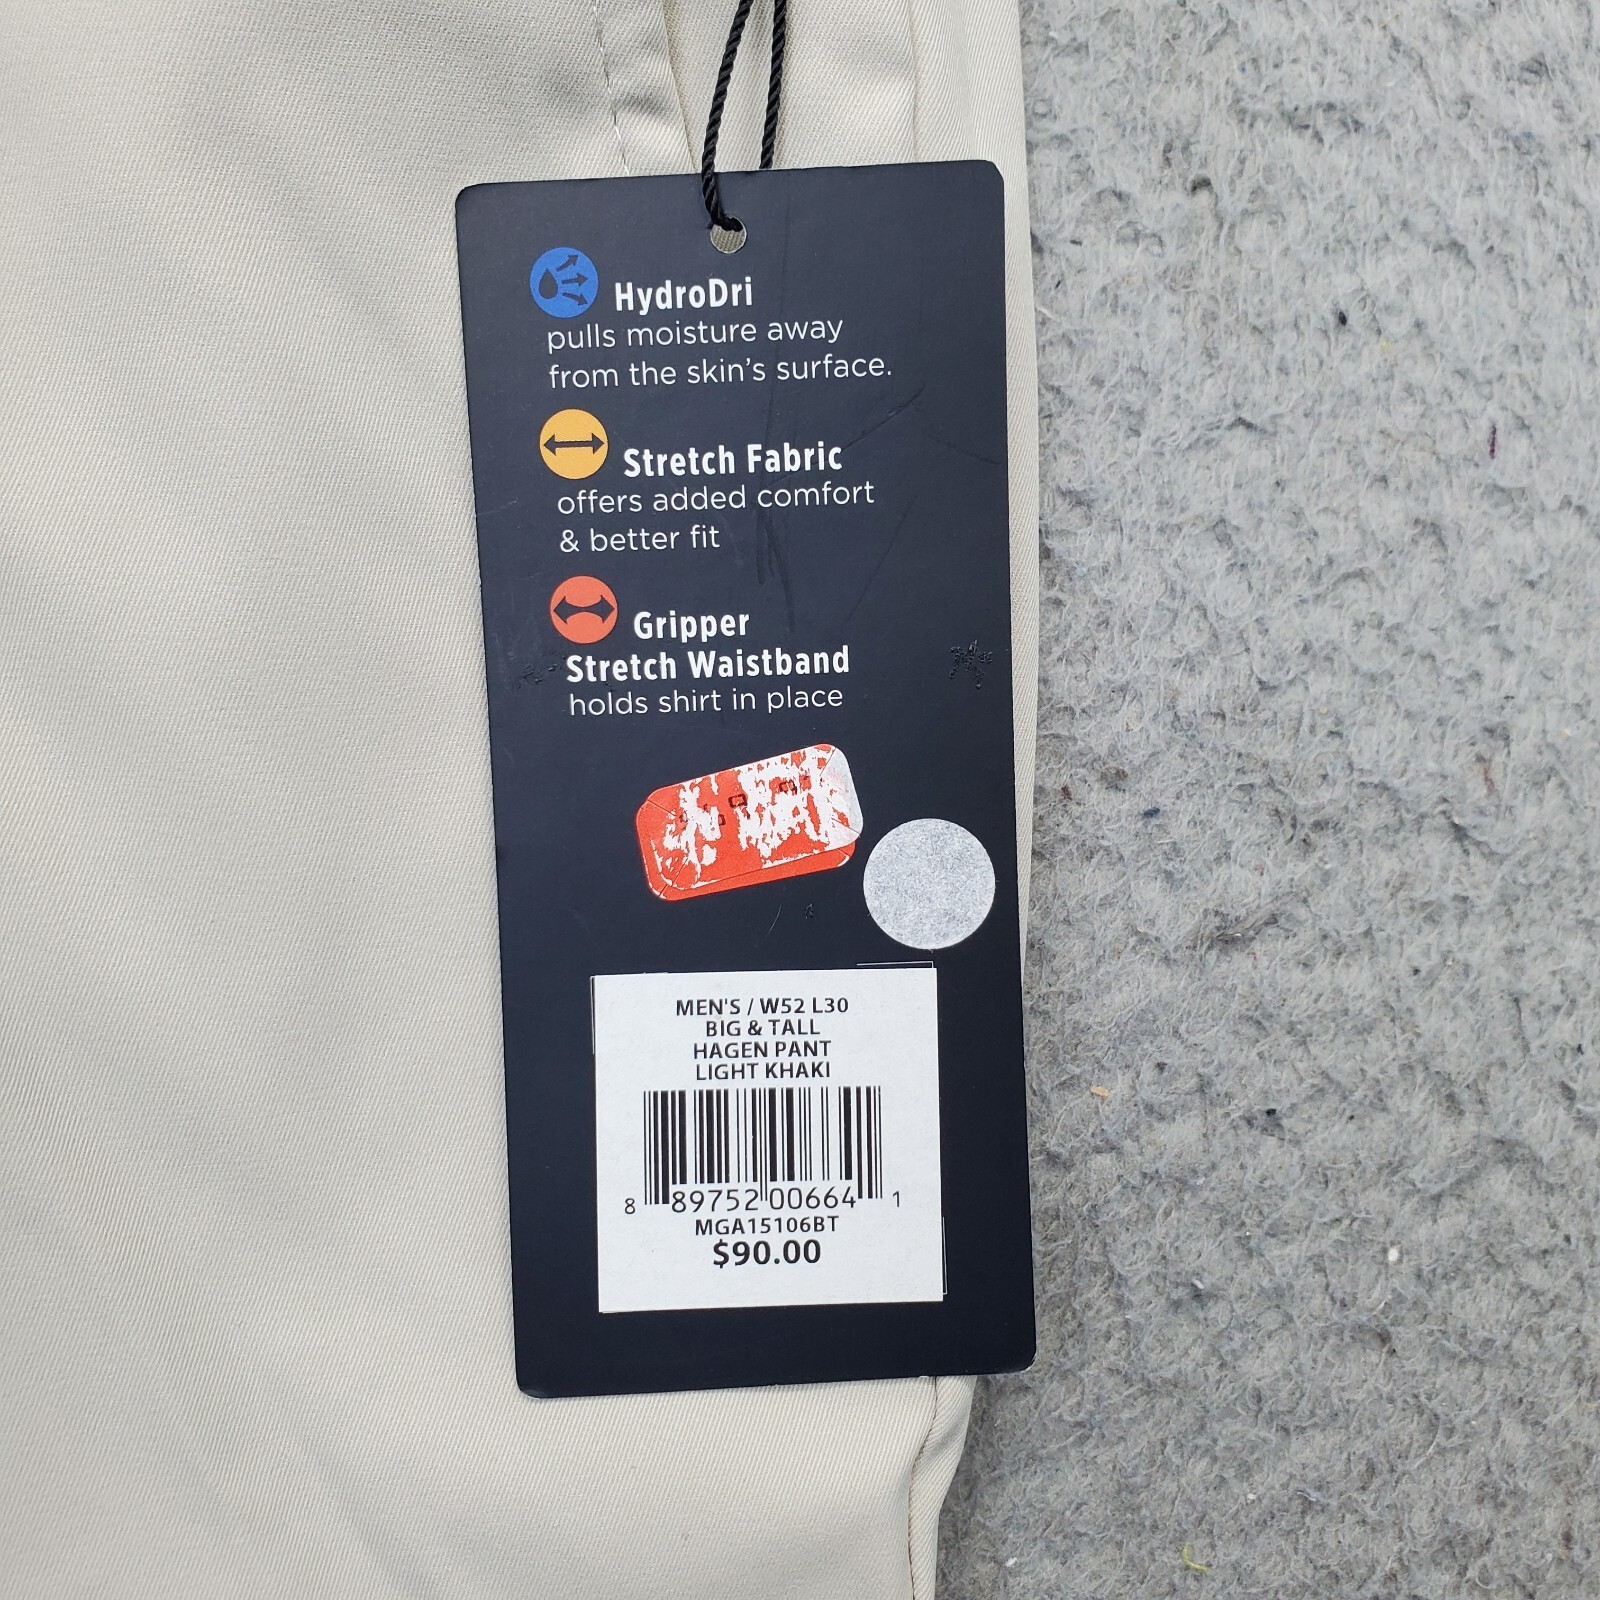 HydroDri
pulls moisture away
from the skin's surface.
Stretch Fabric
offers added comfort
& better fit
Gripper
Stretch Waistband
holds shirt in place
MEN'S / W52 L30
BIG & TALL
HAGEN PANT
LIGHT KHAKI
8 89752 00664 1
MGA15106BT
$90.00